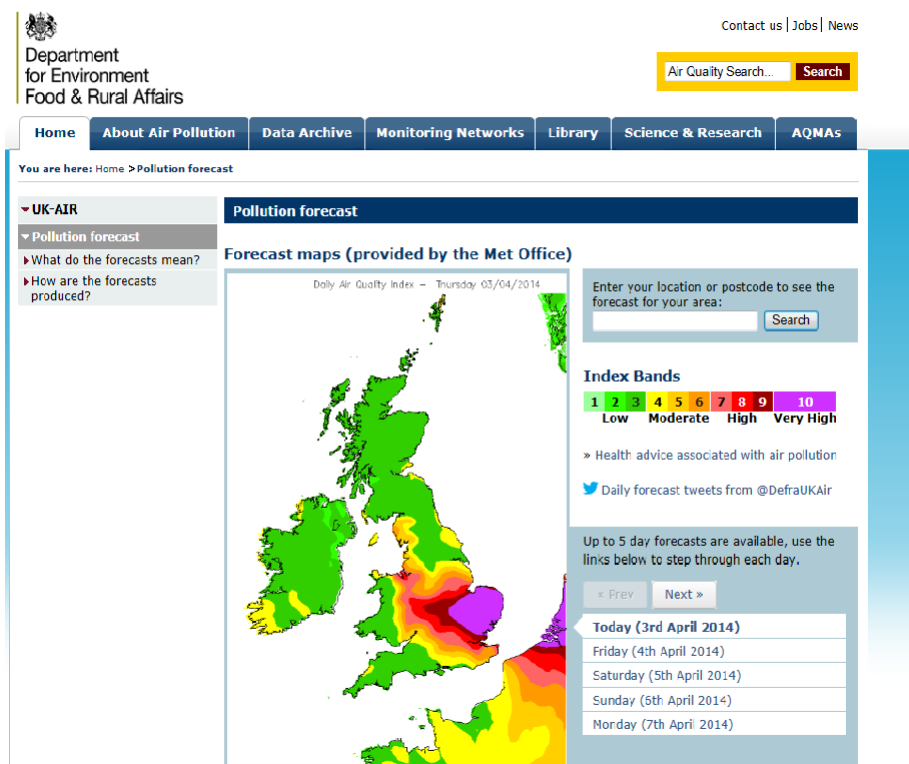 Contact us | Jobs | News
Department
for Environment
Food & Rural Affairs
Air Quality Search... Search
Home About Air Pollution Data Archive Monitoring Networks Library Science & Research AQMAs
You are here: Home > Pollution forecast
UK-AIR
Pollution forecast
What do the forecasts mean?
How are the forecasts
produced?
Pollution forecast
Forecast maps (provided by the Met Office)
Daily Air Quality Index - Thursday 03/04/2014
Enter your location or postcode to see the
forecast for your area:
Search
Index Bands
1 2 3 4 5 6 7 8 9 10
Low Moderate High Very High
» Health advice associated with air pollution
Daily forecast tweets from @DefraUKAir
Up to 5 day forecasts are available, use the
links below to step through each day.
« Prev Next »
Today (3rd April 2014)
Friday (4th April 2014)
Saturday (5th April 2014)
Sunday (6th April 2014)
Monday (7th April 2014)